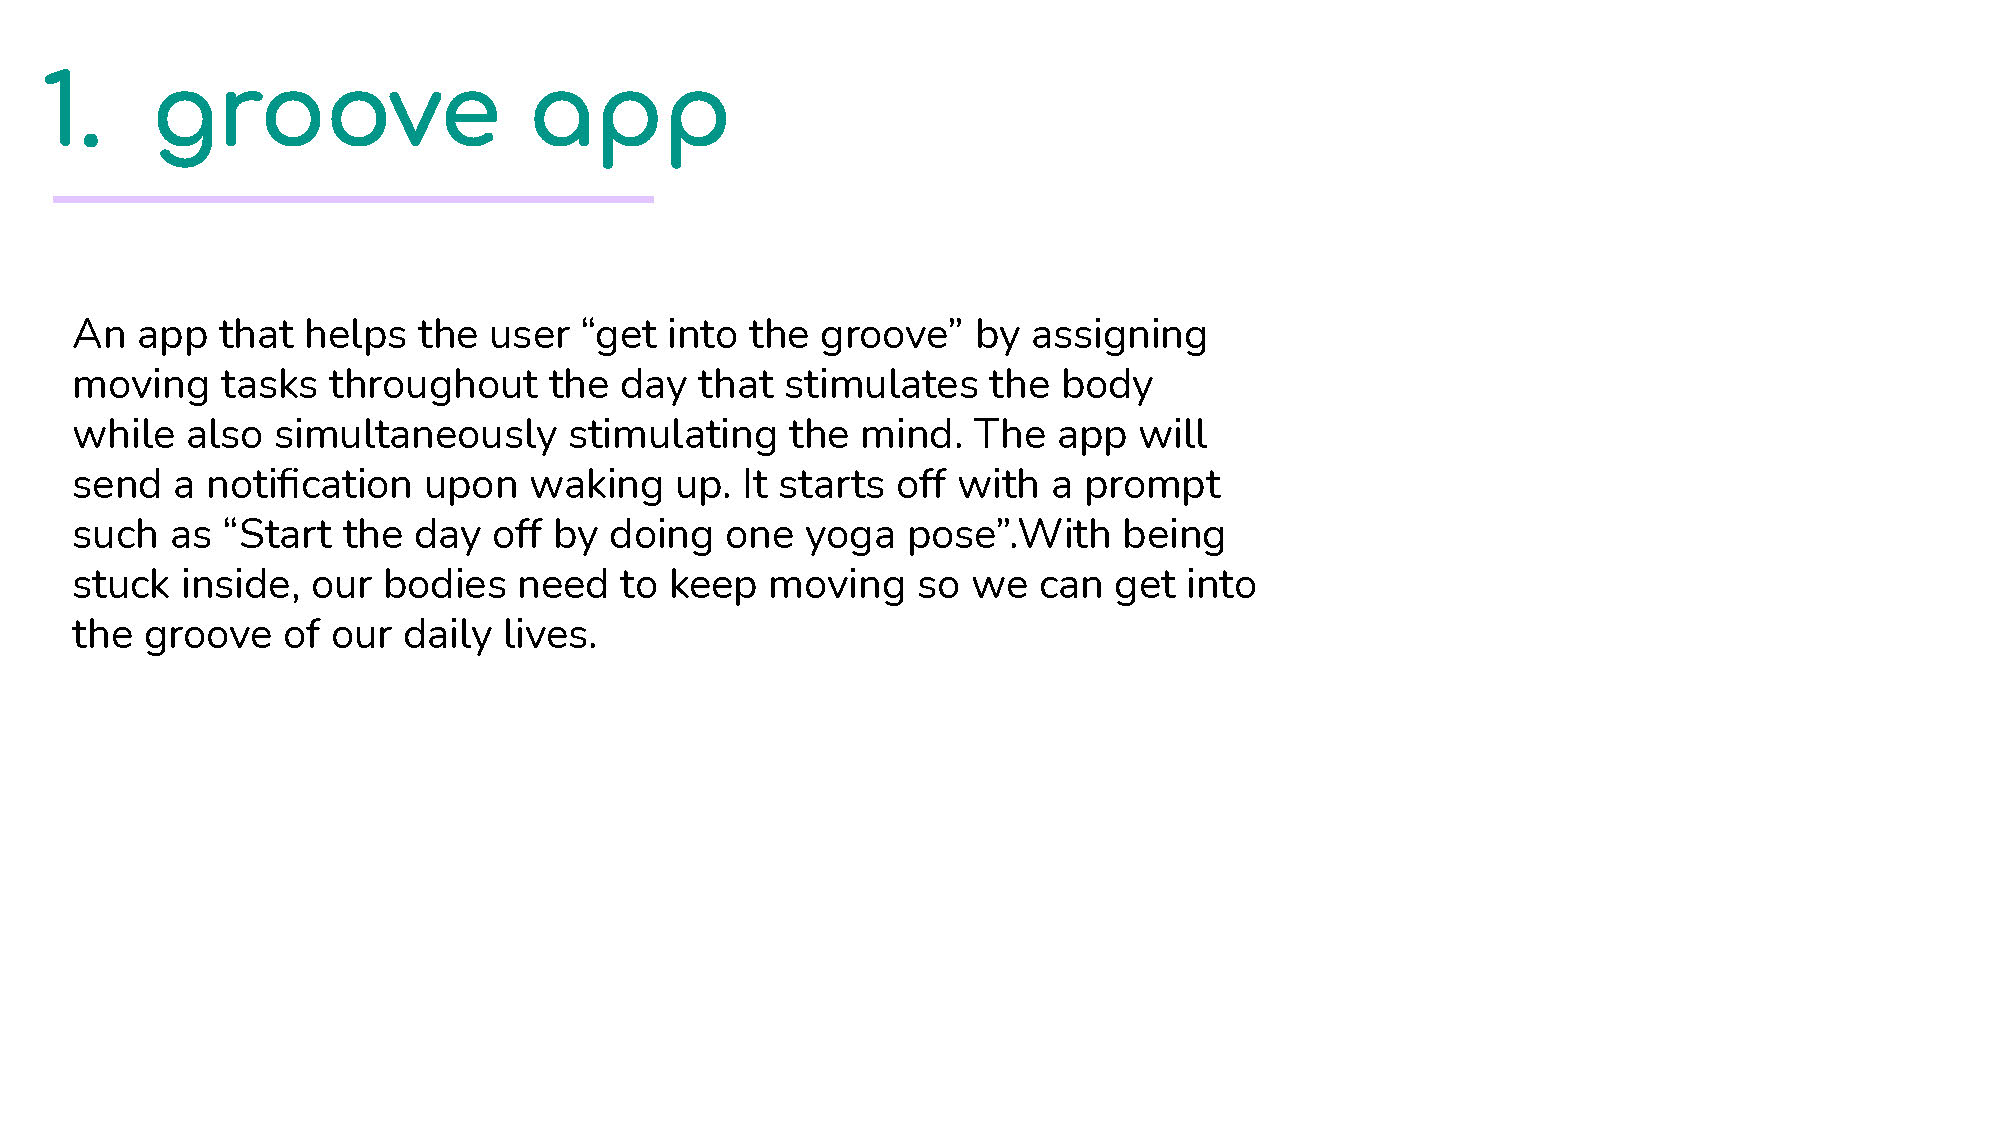 1. groove app
An app that helps the user “get into the groove” by assigning
moving tasks throughout the day that stimulates the body
while also simultaneously stimulating the mind. The app will
send a notification upon waking up. It starts off with a prompt
such as “Start the day off by doing one yoga pose”.With being
stuck inside, our bodies need to keep moving so we can get into
the groove of our daily lives.